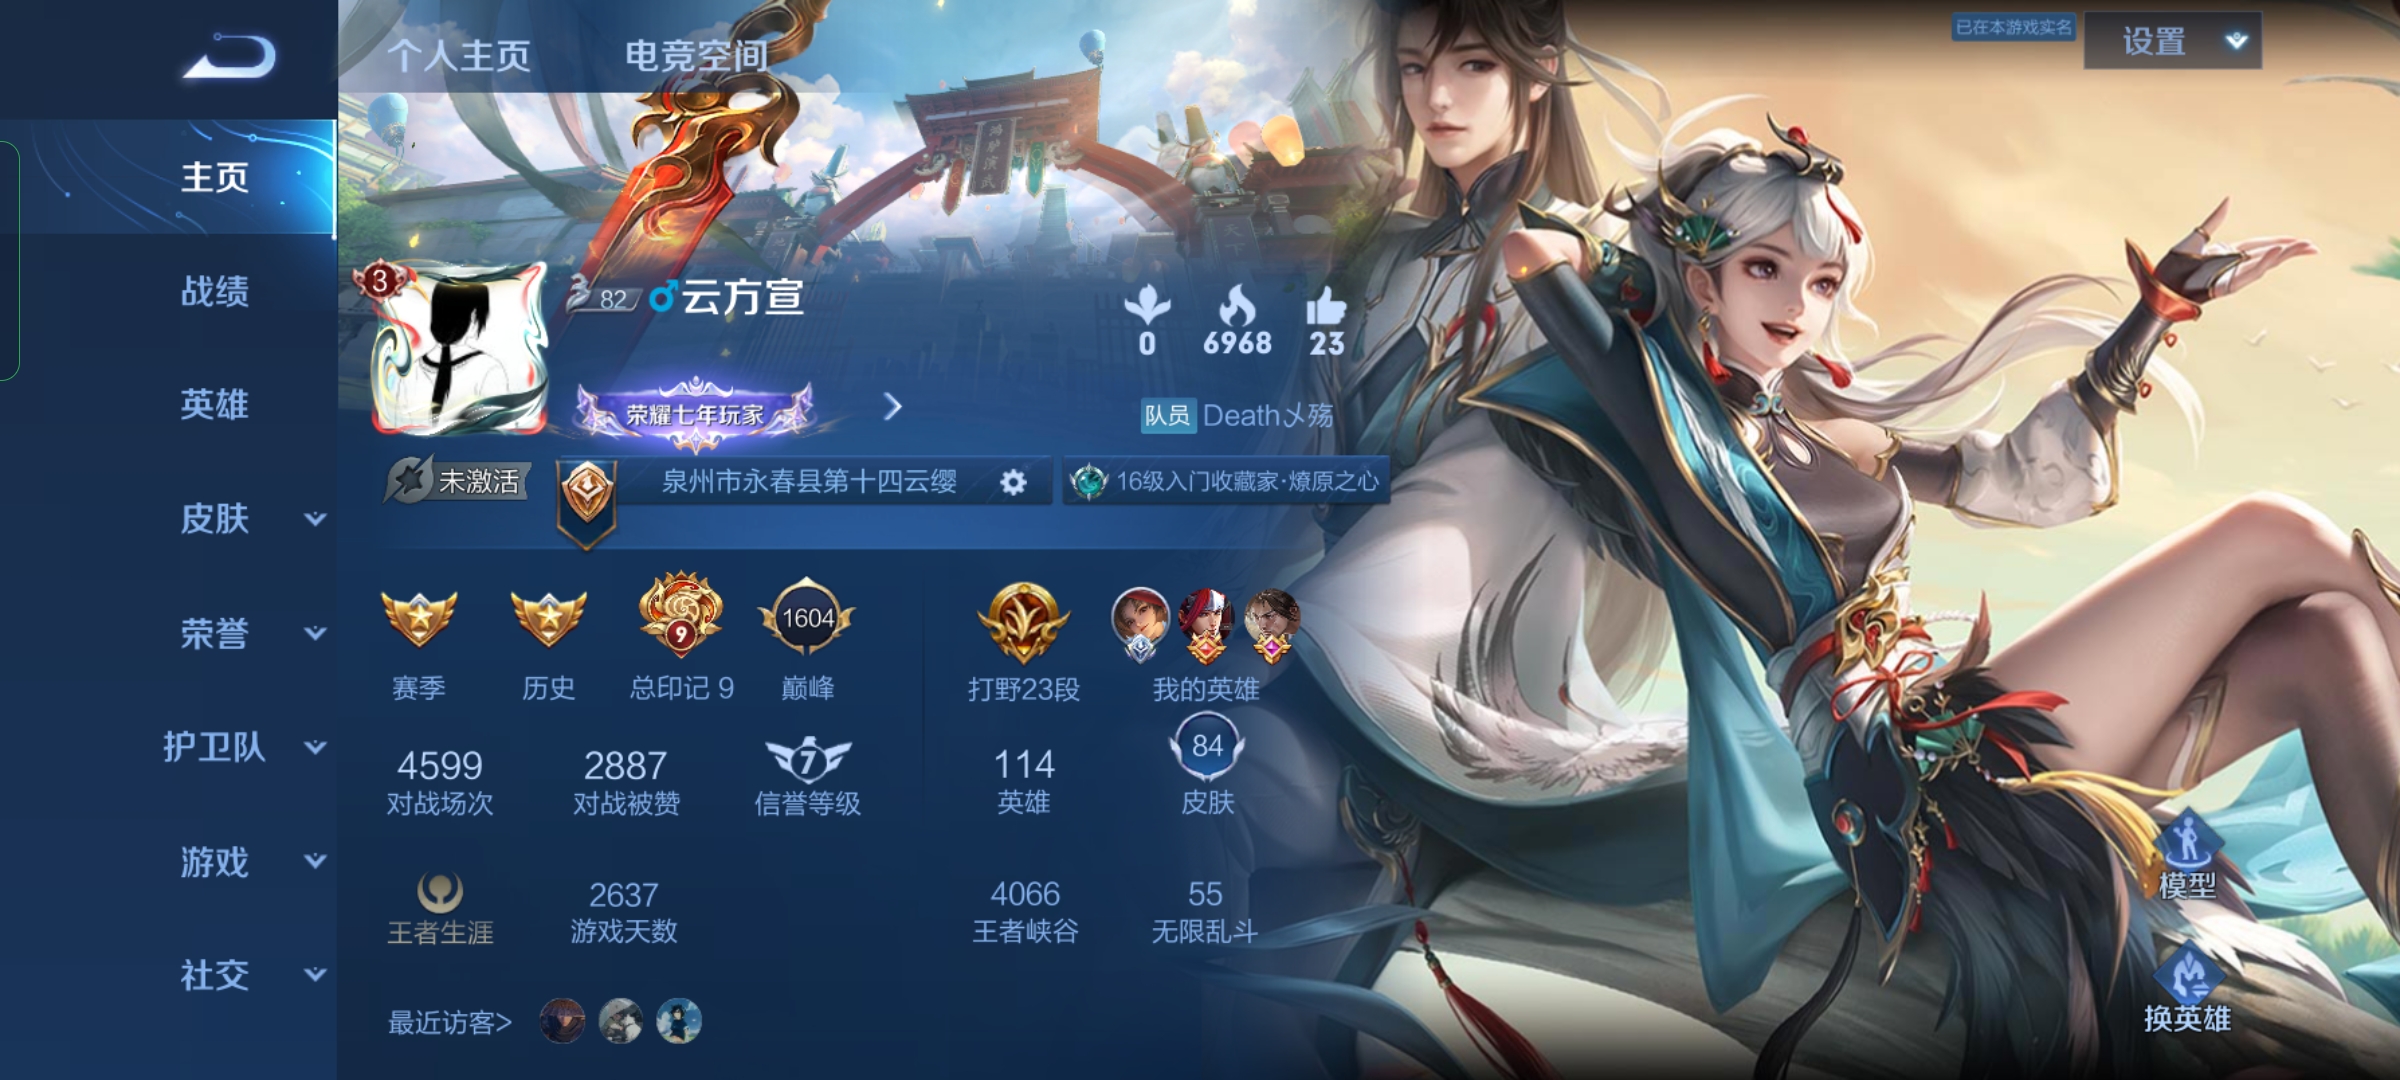 个人主页
电竞空间
已在本游戏实名
设置
主页
战绩
英雄
皮肤
荣誉
护卫队
游戏
社交
鸿胪演武
天下
3
82 云方宣
0
6968
23
荣耀七年玩家
队员 Death乄殇
未激活
泉州市永春县第十四云缨
16级入门收藏家·燎原之心
9
1604
赛季
历史
总印记 9
巅峰
打野23段
我的英雄
4599
对战场次
2887
对战被赞
7
信誉等级
114
英雄
84
皮肤
王者生涯
2637
游戏天数
4066
王者峡谷
55
无限乱斗
最近访客>
模型
换英雄